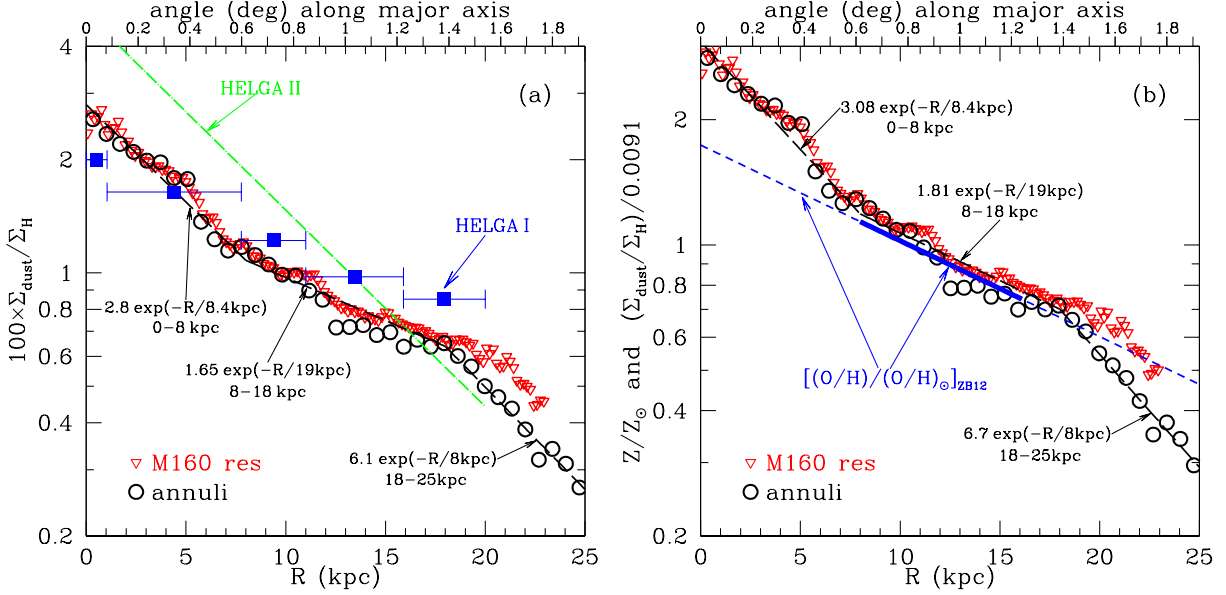 angle (deg) along major axis
0 0.2 0.4 0.6 0.8 1 1.2 1.4 1.6 1.8
4
2
1
0.8
0.6
0.4
0.2
100×Σdust/ΣH
(a)
HELGA II
HELGA I
2.8 exp(−R/8.4kpc)
0−8 kpc
1.65 exp(−R/19kpc)
8−18 kpc
6.1 exp(−R/8kpc)
18−25kpc
M160 res
annuli
0 5 10 15 20 25
R (kpc)
angle (deg) along major axis
0 0.2 0.4 0.6 0.8 1 1.2 1.4 1.6 1.8
2
1
0.8
0.6
0.4
0.2
Z/Z⊙ and (Σdust/ΣH)/0.0091
(b)
3.08 exp(−R/8.4kpc)
0−8 kpc
1.81 exp(−R/19kpc)
8−18 kpc
[(O/H)/(O/H)⊙]ZB12
6.7 exp(−R/8kpc)
18−25kpc
M160 res
annuli
0 5 10 15 20 25
R (kpc)